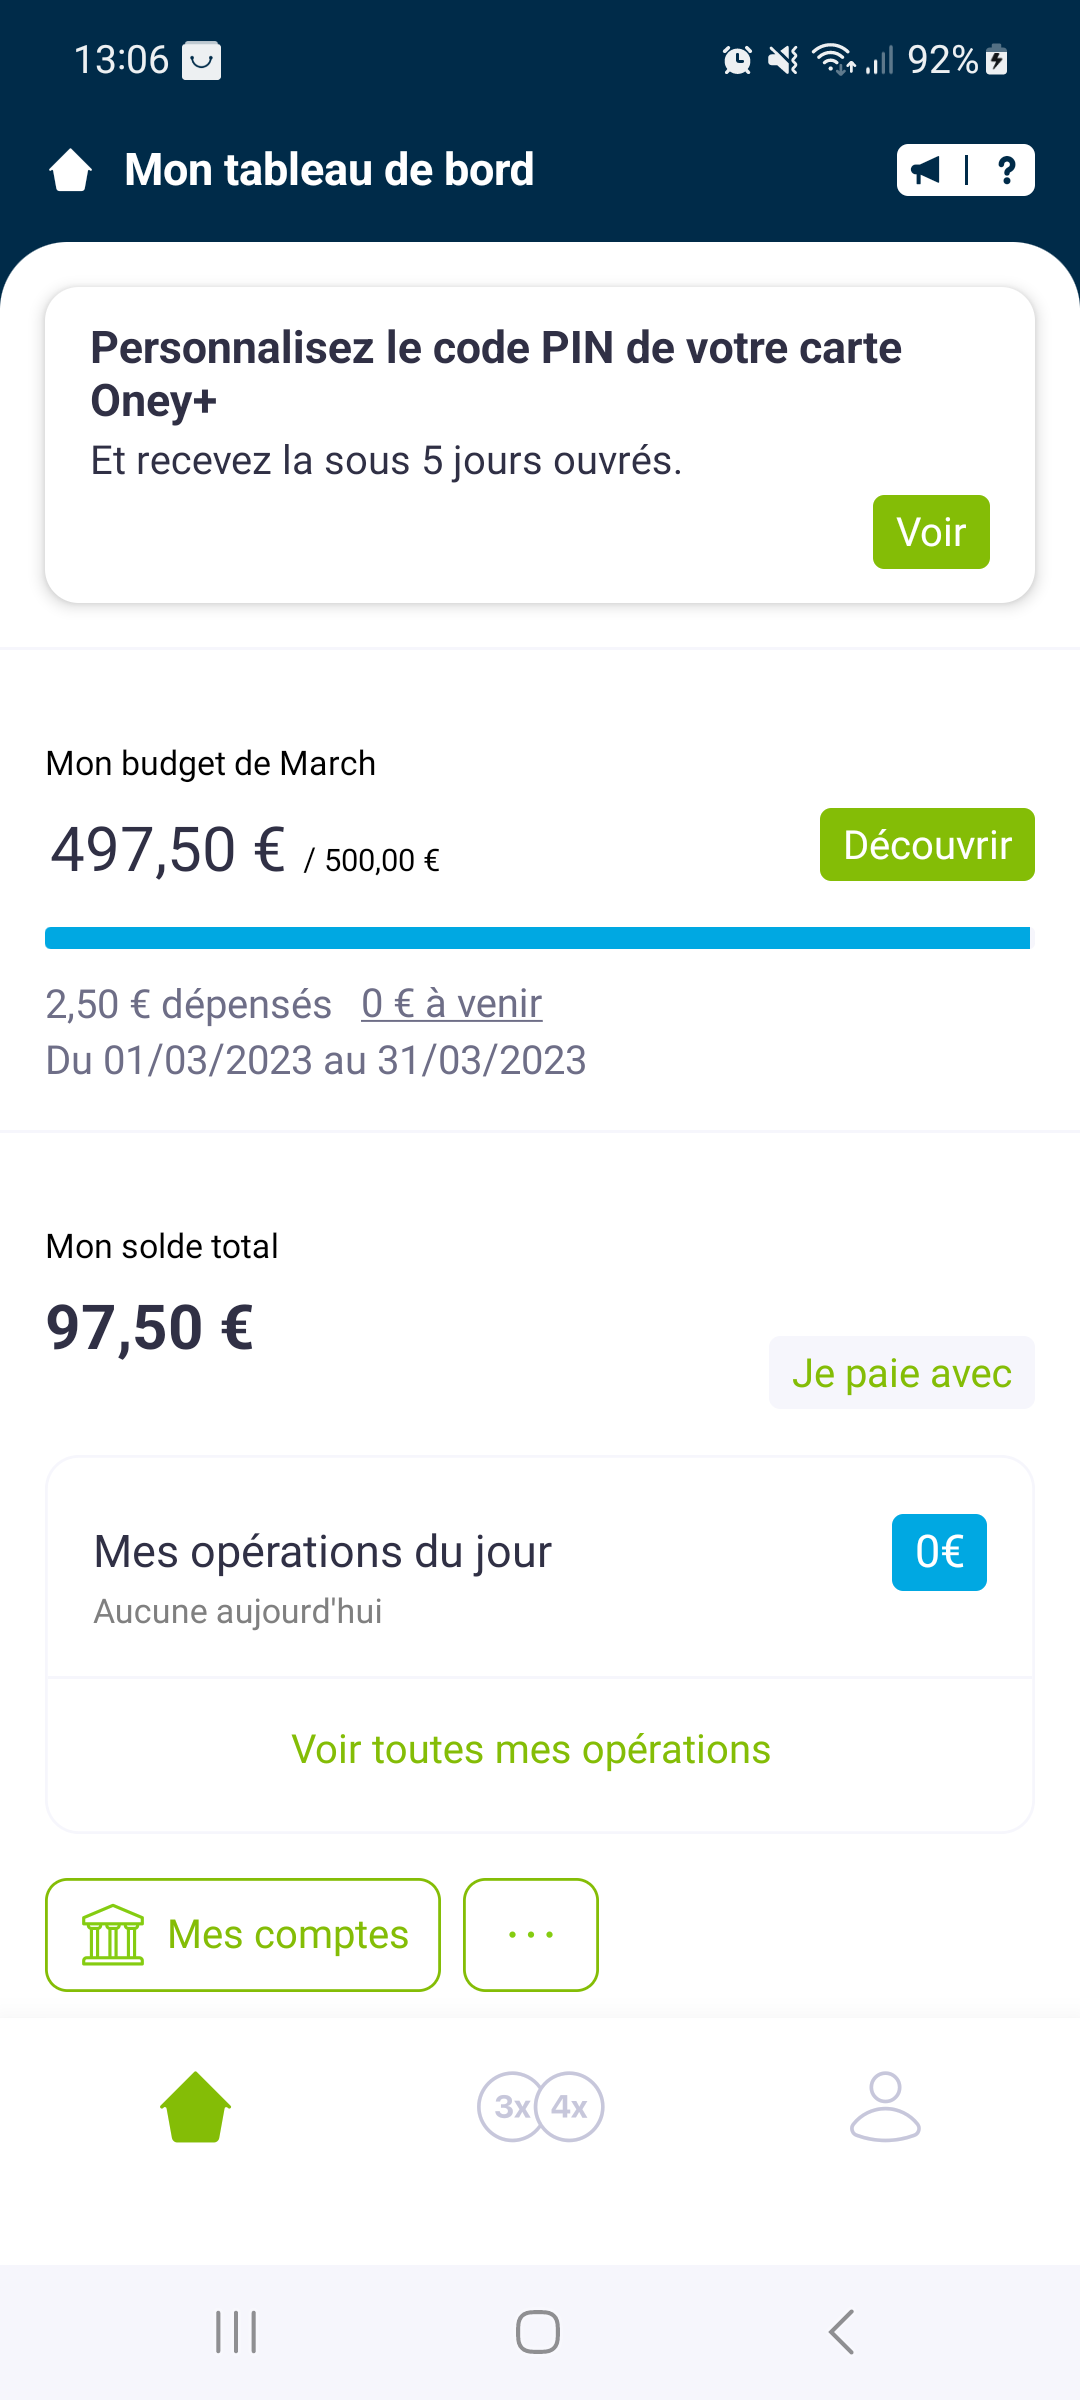 13:06 92%
Mon tableau de bord ?
Personnalisez le code PIN de votre carte
Oney+
Et recevez la sous 5 jours ouvrés.
Voir
Mon budget de March
497,50 € / 500,00 €
Découvrir
2,50 € dépensés 0 € à venir
Du 01/03/2023 au 31/03/2023
Mon solde total
97,50 €
Je paie avec
Mes opérations du jour 0€
Aucune aujourd'hui
Voir toutes mes opérations
Mes comptes ...
3x 4x